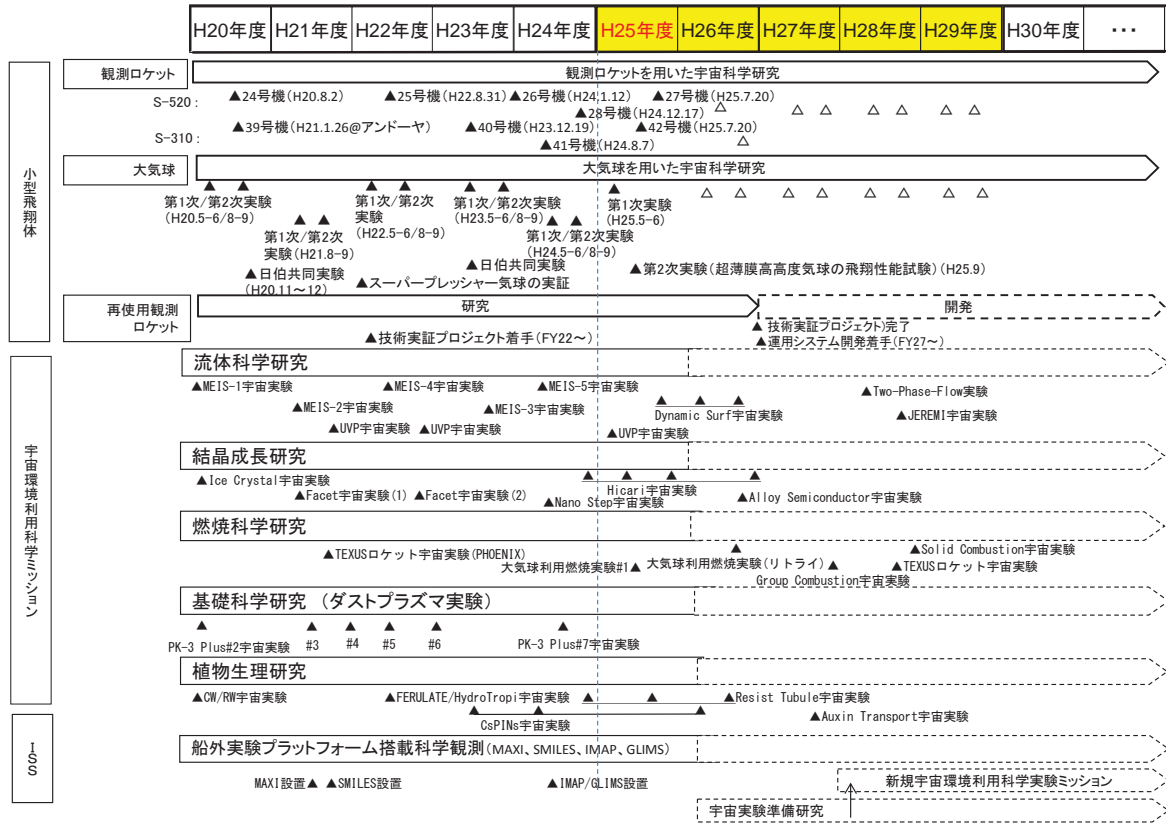 H20年度 H21年度 H22年度 H23年度 H24年度 H25年度 H26年度 H27年度 H28年度 H29年度 H30年度 ･･･
小型飛翔体
観測ロケット
観測ロケットを用いた宇宙科学研究
S-520 :
▲24号機(H20.8.2)
▲25号機(H22.8.31)
▲26号機(H24.1.12)
▲27号機(H25.7.20)
▲28号機(H24.12.17)
△ △ △ △ △ △ △
S-310 :
▲39号機(H21.1.26@アンドーヤ)
▲40号機(H23.12.19)
▲42号機(H25.7.20)
△
▲41号機(H24.8.7)
大気球
大気球を用いた宇宙科学研究
▲ ▲ ▲ ▲ ▲ ▲ ▲ △ △ △ △ △ △ △ △
第1次/第2次実験
(H20.5-6/8-9)
第1次/第2次
実験
(H22.5-6/8-9)
第1次/第2次実験
(H23.5-6/8-9)
第1次実験
(H25.5-6)
▲ ▲
第1次/第2次
実験(H21.8-9)
▲ ▲
第1次/第2次実験
(H24.5-6/8-9)
▲日伯共同実験
(H20.11～12)
▲日伯共同実験
▲第2次実験(超薄膜高高度気球の飛翔性能試験)(H25.9)
▲スーパープレッシャー気球の実証
再使用観測
ロケット
研究
開発
▲技術実証プロジェクト着手(FY22～)
▲ 技術実証プロジェクト)完了
▲運用システム開発着手(FY27～)
宇宙環境利用科学ミッション
流体科学研究
▲MEIS-1宇宙実験
▲MEIS-4宇宙実験
▲MEIS-5宇宙実験
▲Two-Phase-Flow実験
▲MEIS-2宇宙実験
▲MEIS-3宇宙実験
▲ ▲ ▲
Dynamic Surf宇宙実験
▲JEREMI宇宙実験
▲UVP宇宙実験
▲UVP宇宙実験
▲UVP宇宙実験
結晶成長研究
▲Ice Crystal宇宙実験
▲ ▲ ▲ ▲
Hicari宇宙実験
▲Facet宇宙実験(1)
▲Facet宇宙実験(2)
▲Nano Step宇宙実験
▲Alloy Semiconductor宇宙実験
燃焼科学研究
▲TEXUSロケット宇宙実験(PHOENIX)
▲
▲Solid Combustion宇宙実験
大気球利用燃焼実験#1▲
大気球利用燃焼実験(リトライ)▲
▲TEXUSロケット宇宙実験
Group Combustion宇宙実験
基礎科学研究 (ダストプラズマ実験)
▲ ▲ ▲ ▲ ▲ ▲
PK-3 Plus#2宇宙実験 #3 #4 #5 #6 PK-3 Plus#7宇宙実験
植物生理研究
▲CW/RW宇宙実験
▲FERULATE/HydroTropi宇宙実験 ▲ ▲
▲Resist Tubule宇宙実験
▲ ▲ ▲
CsPINs宇宙実験
▲Auxin Transport宇宙実験
ISS
船外実験プラットフォーム搭載科学観測(MAXI、SMILES、IMAP、GLIMS)
MAXI設置▲
▲SMILES設置
▲IMAP/GLIMS設置
新規宇宙環境利用科学実験ミッション
宇宙実験準備研究